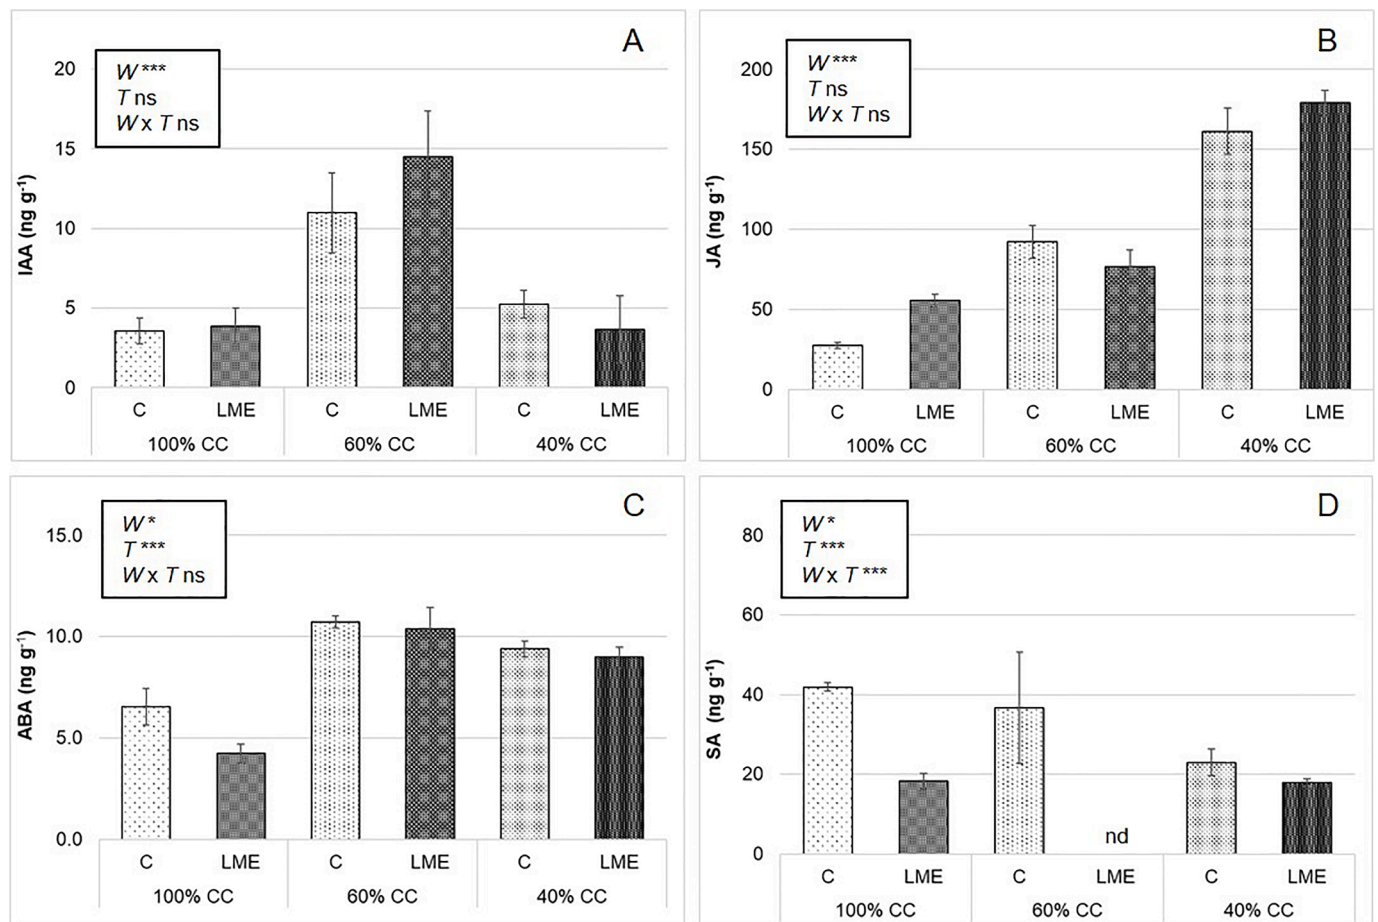 A
W ***
T ns
W x T ns
20
15
10
5
0
IAA (ng g-1)
C LME C LME C LME
100% CC 60% CC 40% CC
B
W ***
T ns
W x T ns
200
150
100
50
0
JA (ng g-1)
C LME C LME C LME
100% CC 60% CC 40% CC
C
W *
T ***
W x T ns
15.0
10.0
5.0
0.0
ABA (ng g-1)
C LME C LME C LME
100% CC 60% CC 40% CC
D
W *
T ***
W x T ***
80
60
40
20
0
SA (ng g-1)
nd
C LME C LME C LME
100% CC 60% CC 40% CC